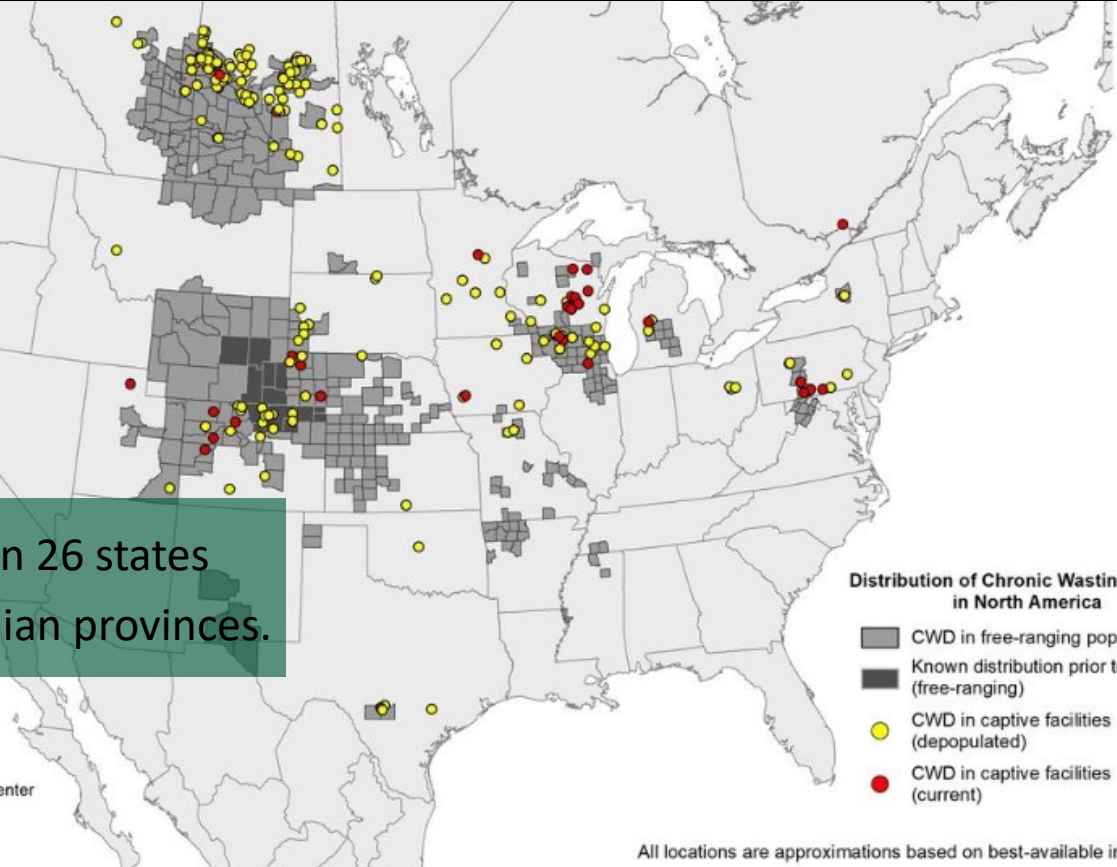 n 26 states
ian provinces.
Distribution of Chronic Wastin
in North America
CWD in free-ranging pop
Known distribution prior t
(free-ranging)
CWD in captive facilities
(depopulated)
CWD in captive facilities
(current)
enter
All locations are approximations based on best-available i